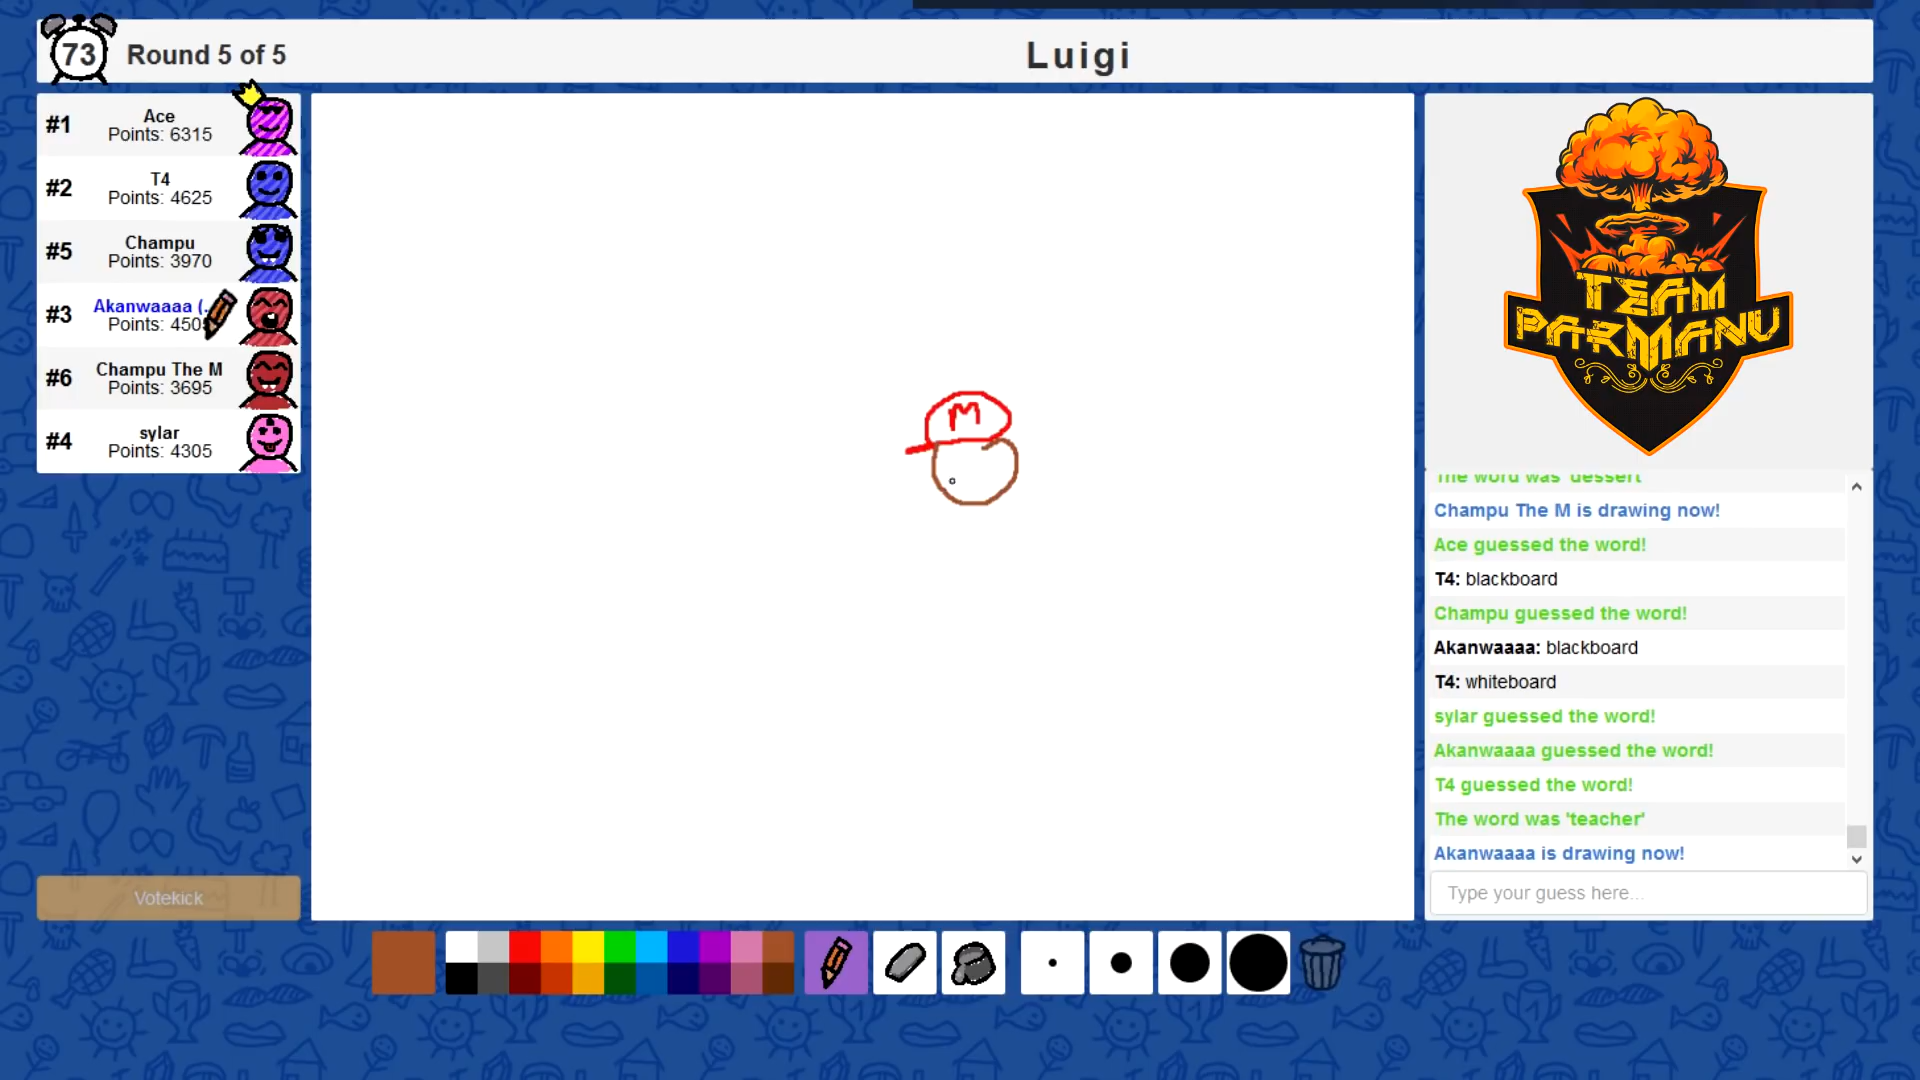 73
Round 5 of 5
Luigi
#1
Ace
Points: 6315
#2
T4
Points: 4625
#5
Champu
Points: 3970
#3
Akanwaaaa (.
Points: 450
#6
Champu The M
Points: 3695
#4
sylar
Points: 4305
Votekick
M
TEAM
PARMANU
The word was 'dessert'
Champu The M is drawing now!
Ace guessed the word!
T4: blackboard
Champu guessed the word!
Akanwaaaa: blackboard
T4: whiteboard
sylar guessed the word!
Akanwaaaa guessed the word!
T4 guessed the word!
The word was 'teacher'
Akanwaaaa is drawing now!
Type your guess here...